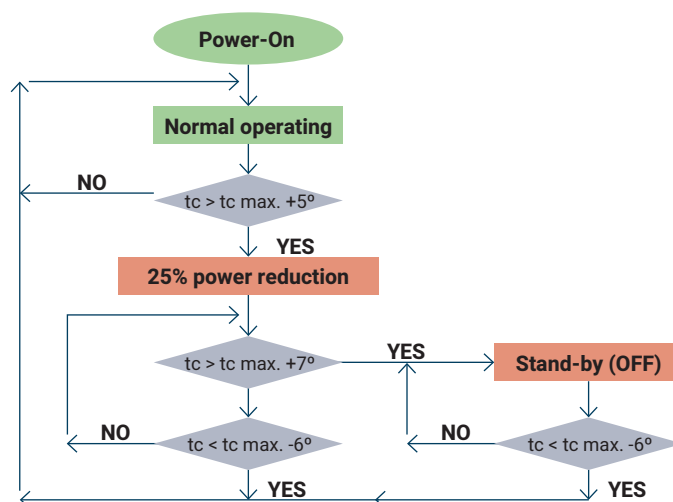 Power-On
Normal operating
NO
tc > tc max. +5º
YES
25% power reduction
tc > tc max. +7º
YES
Stand-by (OFF)
NO
tc < tc max. -6º
NO
tc < tc max. -6º
YES
YES